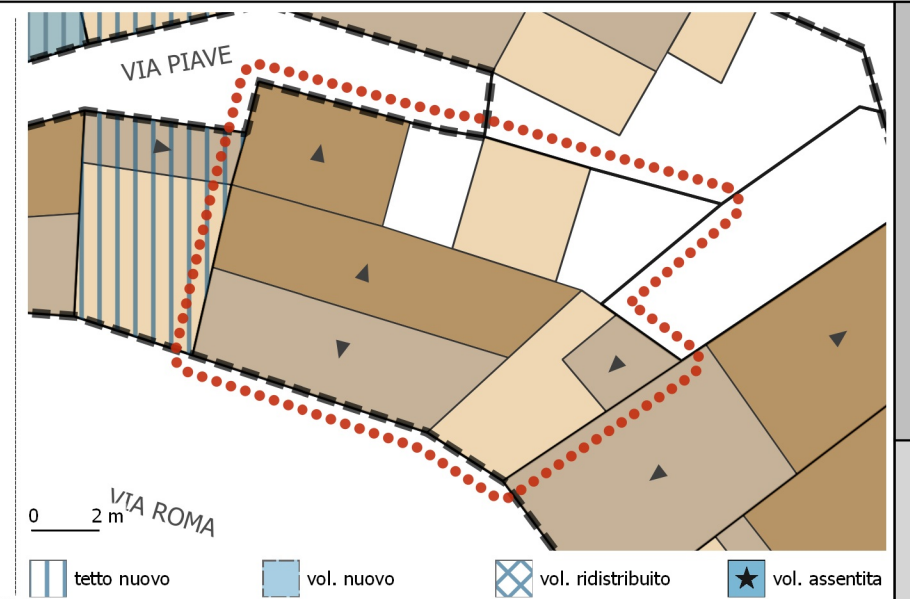 VIA PIAVE
VIA ROMA
0 2 m
tetto nuovo
vol. nuovo
vol. ridistribuito
vol. assentita